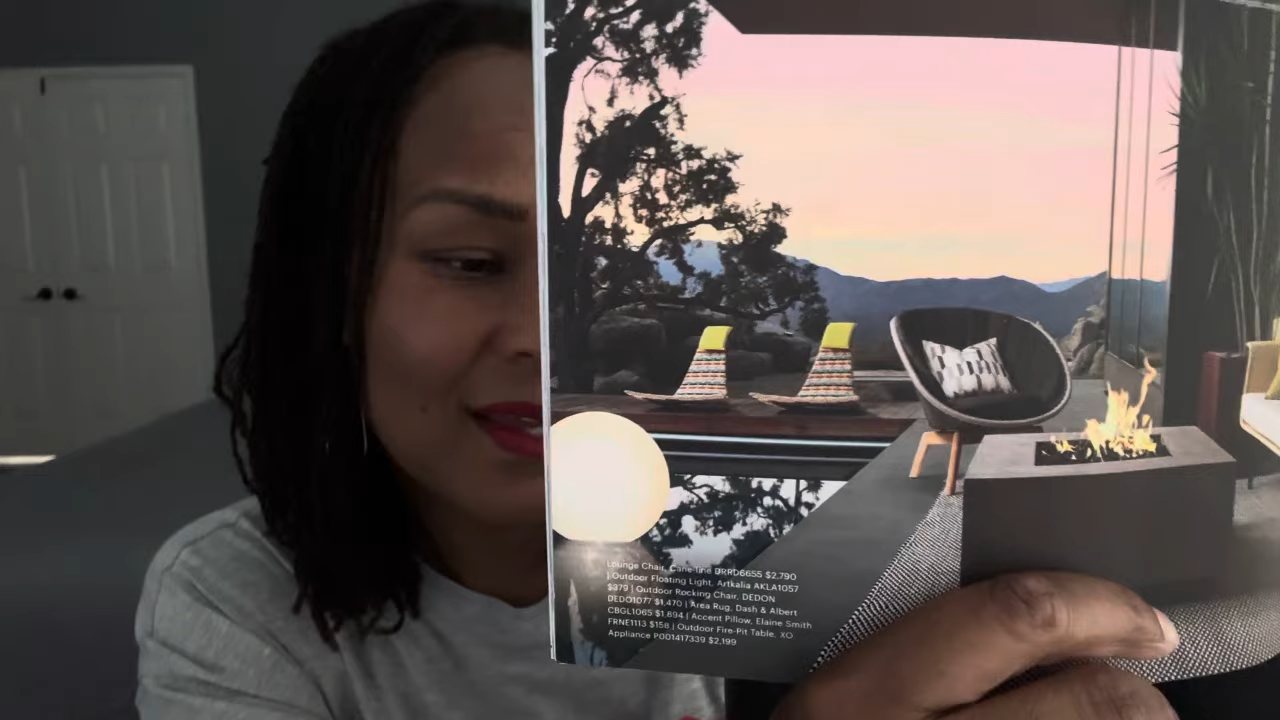 Lounge Chair, Cane-line DRRD6655 $2,790
| Outdoor Floating Light, Artkalia AKLA1057
$379 | Outdoor Rocking Chair, DEDON
DEDO1077 $1,470 | Area Rug, Dash & Albert
CBGL1065 $1,694 | Accent Pillow, Elaine Smith
FRNE1113 $158 | Outdoor Fire-Pit Table, XO
Appliance P001417339 $2,199